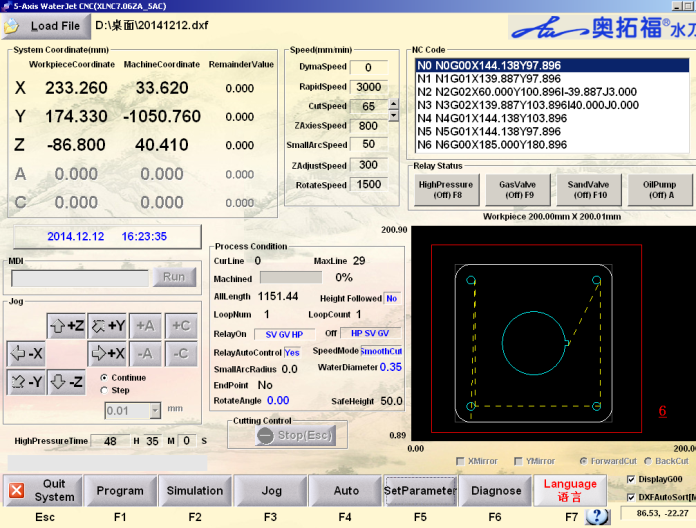 5-Axis WaterJet CNC(XLNC7.06ZA_5AC)
Load File D:\桌面\20141212.dxf
奥拓福® 水刀
System Coordinate(mm)
WorkpieceCoordinate MachineCoordinate RemainderValue
X 233.260 33.620 0.000
Y 174.330 -1050.760 0.000
Z -86.800 40.410 0.000
A 0.000 0.000 0.000
C 0.000 0.000 0.000
Speed(mm/min)
DymaSpeed 0
RapidSpeed 3000
CutSpeed 65
ZAxiesSpeed 800
SmallArcSpeed 50
ZAdjustSpeed 300
RotateSpeed 1500
NC Code
N0 N0G00X144.138Y97.896
N1 N1G01X139.887Y97.896
N2 N2G02X60.000Y100.896I-39.887J3.000
N3 N3G02X139.887Y103.896I40.000J0.000
N4 N4G01X144.138Y103.896
N5 N5G01X144.138Y97.896
N6 N6G00X185.000Y180.896
Relay Status
HighPressure (Off) F8
GasValve (Off) F9
SandValve (Off) F10
OilPump (Off) A
Workpiece 200.00mm X 200.01mm
2014.12.12 16:23:35
MDI
Run
Jog
+Z +Y +A +C
-X +X -A -C
-Y -Z
Continue
Step
0.01 mm
HighPressureTime 48 H 35 M 0 S
Process Condition
CurLine 0 MaxLine 29
Machined 0%
AllLength 1151.44 Height Followed No
LoopNum 1 LoopCount 1
RelayOn SV GV HP Off HP SV GV
RelayAutoControl Yes SpeedMode SmoothCut
SmallArcRadius 0.0 WaterDiameter 0.35
EndPoint No
RotateAngle 0.00 SafeHeight 50.0
Cutting Control
Stop(Esc)
200.90
6
0.89
0.00 200.0
XMirror YMirror ForwardCut BackCut
Quit System Esc
Program F1
Simulation F2
Jog F3
Auto F4
SetParameter F5
Diagnose F6
Language 语言 F7
DisplayG00
DXFAutoSort(M
86.53, -22.27